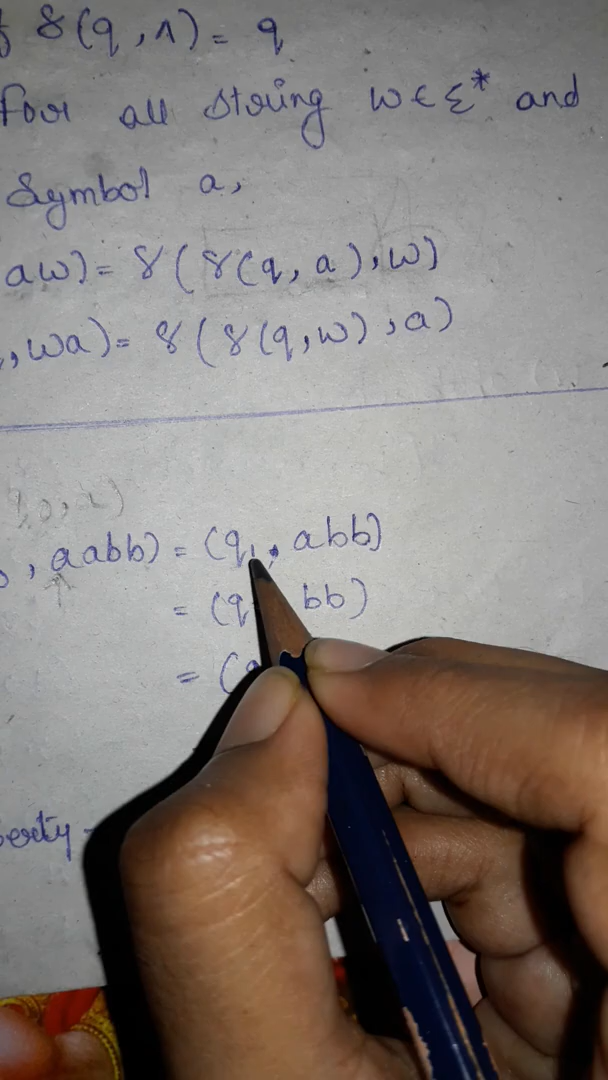 δ(q, Λ) = q
for all string w ∈ Σ* and
Symbol a,
aw) = δ(δ(q, a), w)
, wa) = δ(δ(q, w), a)
, aabb) = (q₁, abb)
= (q bb)
= (q